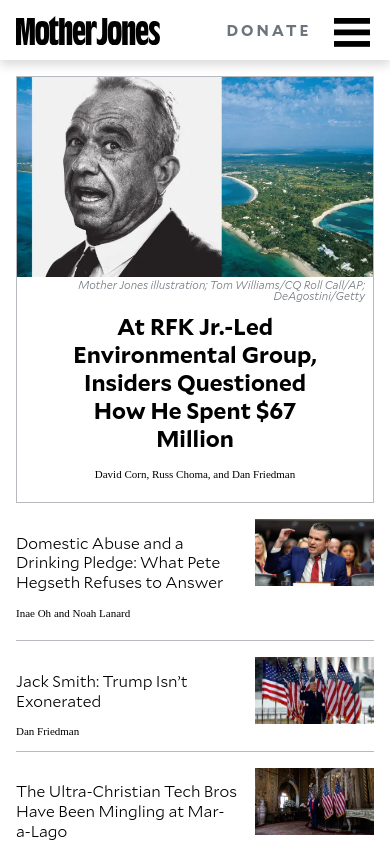 Mother Jones
DONATE
Mother Jones illustration; Tom Williams/CQ Roll Call/AP;
DeAgostini/Getty
At RFK Jr.-Led
Environmental Group,
Insiders Questioned
How He Spent $67
Million
David Corn, Russ Choma, and Dan Friedman
Domestic Abuse and a
Drinking Pledge: What Pete
Hegseth Refuses to Answer
Inae Oh and Noah Lanard
Jack Smith: Trump Isn’t
Exonerated
Dan Friedman
The Ultra-Christian Tech Bros
Have Been Mingling at Mar-
a-Lago